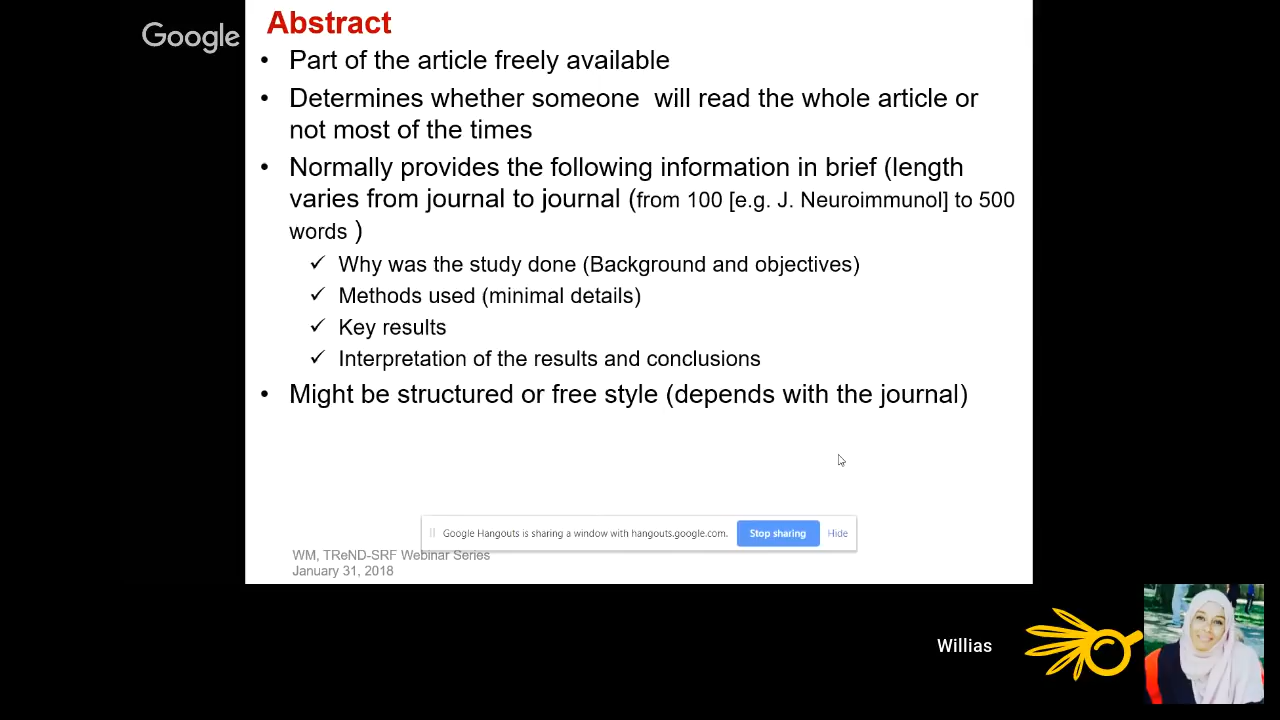 Google
Abstract
• Part of the article freely available
• Determines whether someone will read the whole article or
not most of the times
• Normally provides the following information in brief (length
varies from journal to journal (from 100 [e.g. J. Neuroimmunol] to 500
words )
✓ Why was the study done (Background and objectives)
✓ Methods used (minimal details)
✓ Key results
✓ Interpretation of the results and conclusions
• Might be structured or free style (depends with the journal)
Google Hangouts is sharing a window with hangouts.google.com. Stop sharing Hide
WM, TReND-SRF Webinar Series
January 31, 2018
Willias